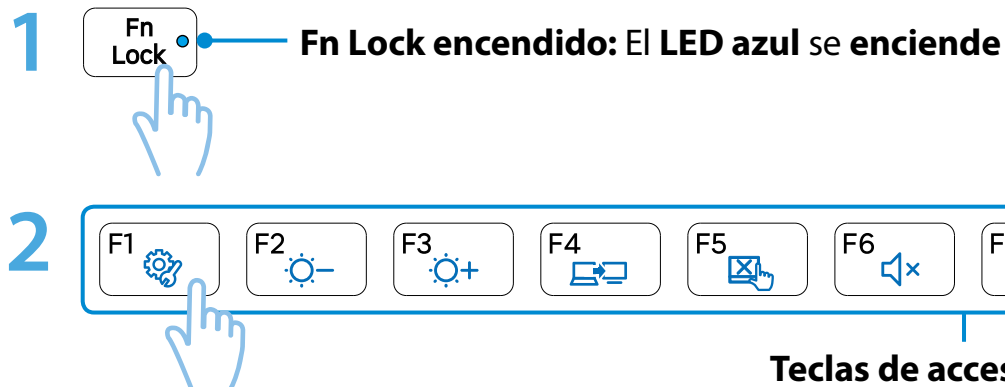 1
Fn
Lock
Fn Lock encendido: El LED azul se enciende
2
F1 F2 F3 F4 F5 F6
Teclas de